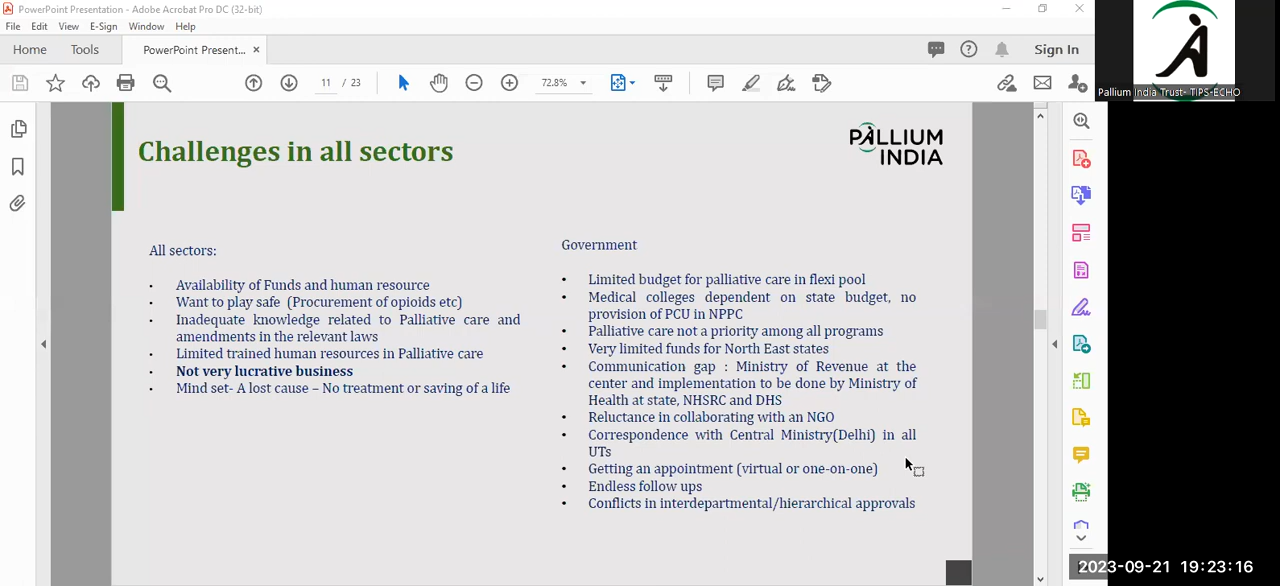 PowerPoint Presentation - Adobe Acrobat Pro DC (32-bit)
File Edit View E-Sign Window Help
Home Tools PowerPoint Present... × Sign In
11 / 23 72.8%
Pallium India Trust- TIPS-ECHO
Challenges in all sectors
PALLIUM
INDIA
All sectors:
• Availability of Funds and human resource
• Want to play safe (Procurement of opioids etc)
• Inadequate knowledge related to Palliative care and
amendments in the relevant laws
• Limited trained human resources in Palliative care
• Not very lucrative business
• Mind set- A lost cause – No treatment or saving of a life
Government
• Limited budget for palliative care in flexi pool
• Medical colleges dependent on state budget, no
provision of PCU in NPPC
• Palliative care not a priority among all programs
• Very limited funds for North East states
• Communication gap : Ministry of Revenue at the
center and implementation to be done by Ministry of
Health at state, NHSRC and DHS
• Reluctance in collaborating with an NGO
• Correspondence with Central Ministry(Delhi) in all
UTs
• Getting an appointment (virtual or one-on-one)
• Endless follow ups
• Conflicts in interdepartmental/hierarchical approvals
2023-09-21 19:23:16